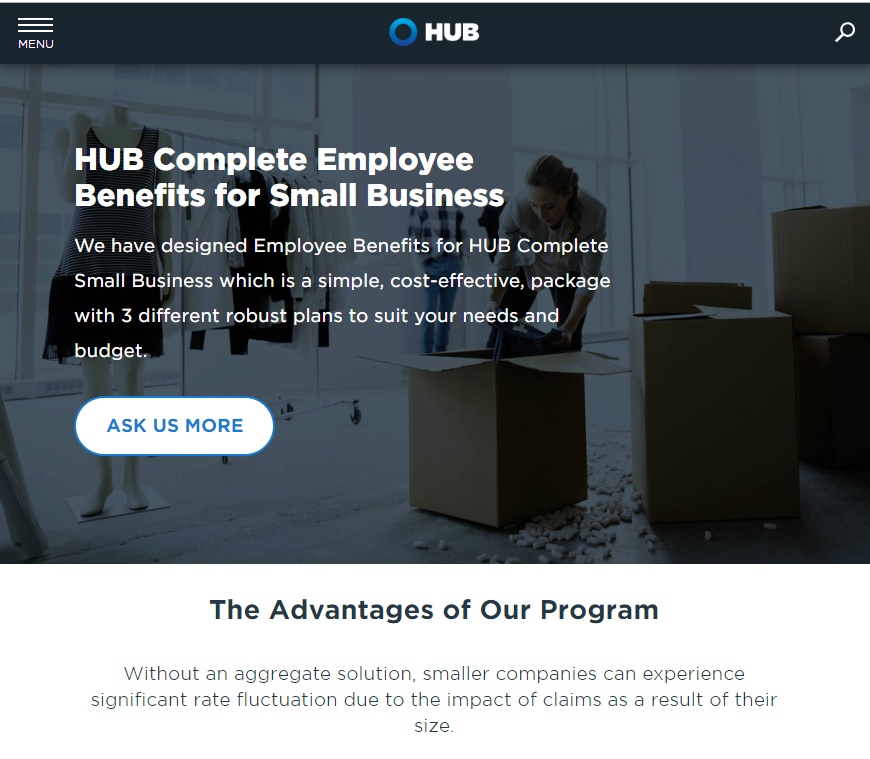 MENU
HUB
HUB Complete Employee
Benefits for Small Business
We have designed Employee Benefits for HUB Complete
Small Business which is a simple, cost-effective, package
with 3 different robust plans to suit your needs and
budget.
ASK US MORE
The Advantages of Our Program
Without an aggregate solution, smaller companies can experience
significant rate fluctuation due to the impact of claims as a result of their
size.